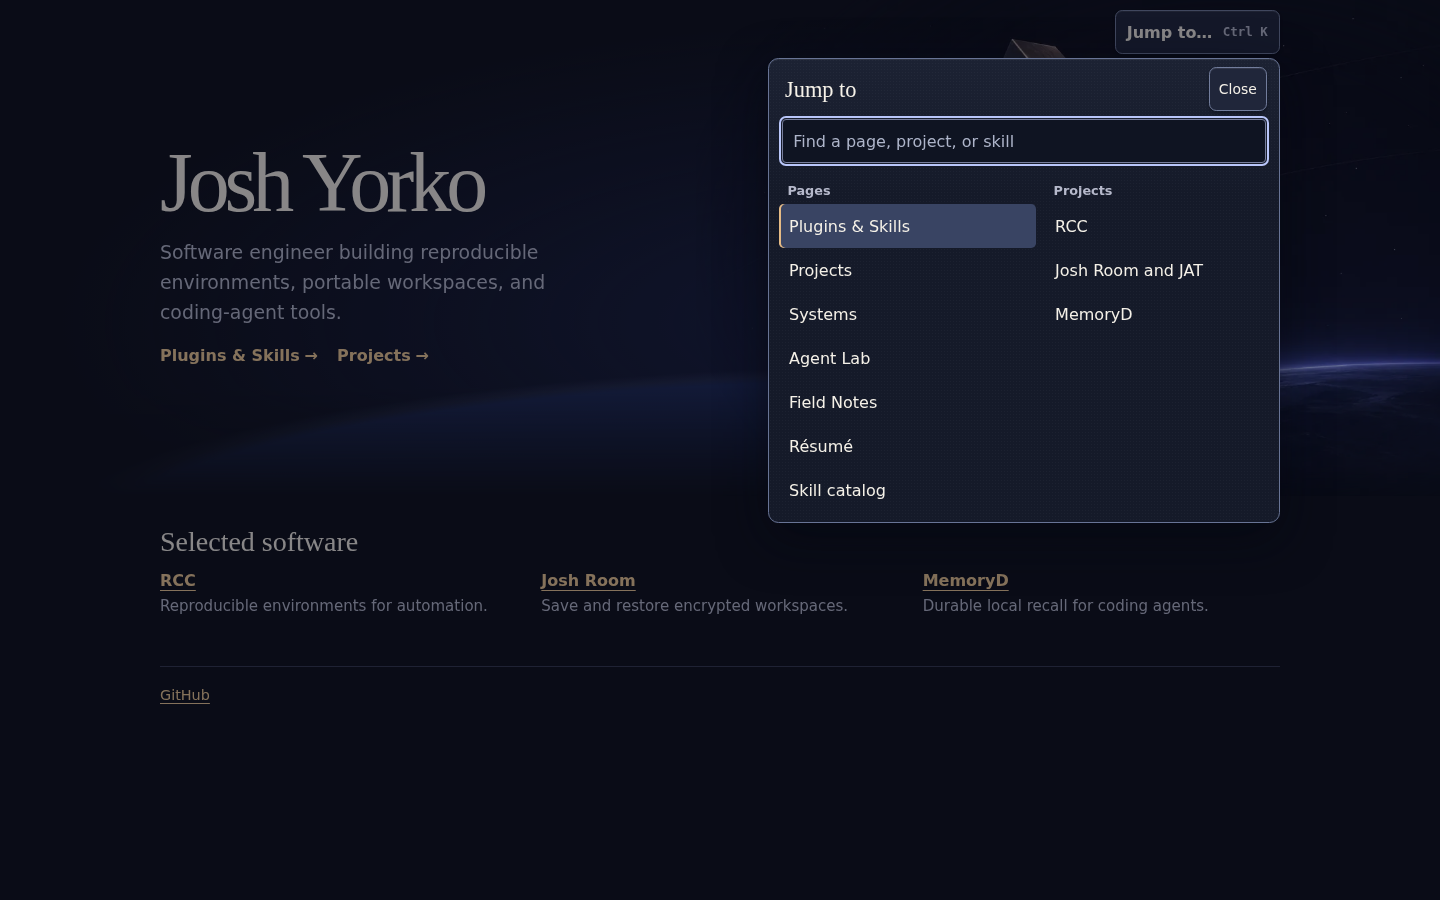 Jump to… Ctrl K
Jump to
Close
Find a page, project, or skill
Pages
Plugins & Skills
Projects
Systems
Agent Lab
Field Notes
Résumé
Skill catalog
Projects
RCC
Josh Room and JAT
MemoryD
Josh Yorko
Software engineer building reproducible
environments, portable workspaces, and
coding-agent tools.
Plugins & Skills → Projects →
Selected software
RCC
Reproducible environments for automation.
Josh Room
Save and restore encrypted workspaces.
MemoryD
Durable local recall for coding agents.
GitHub